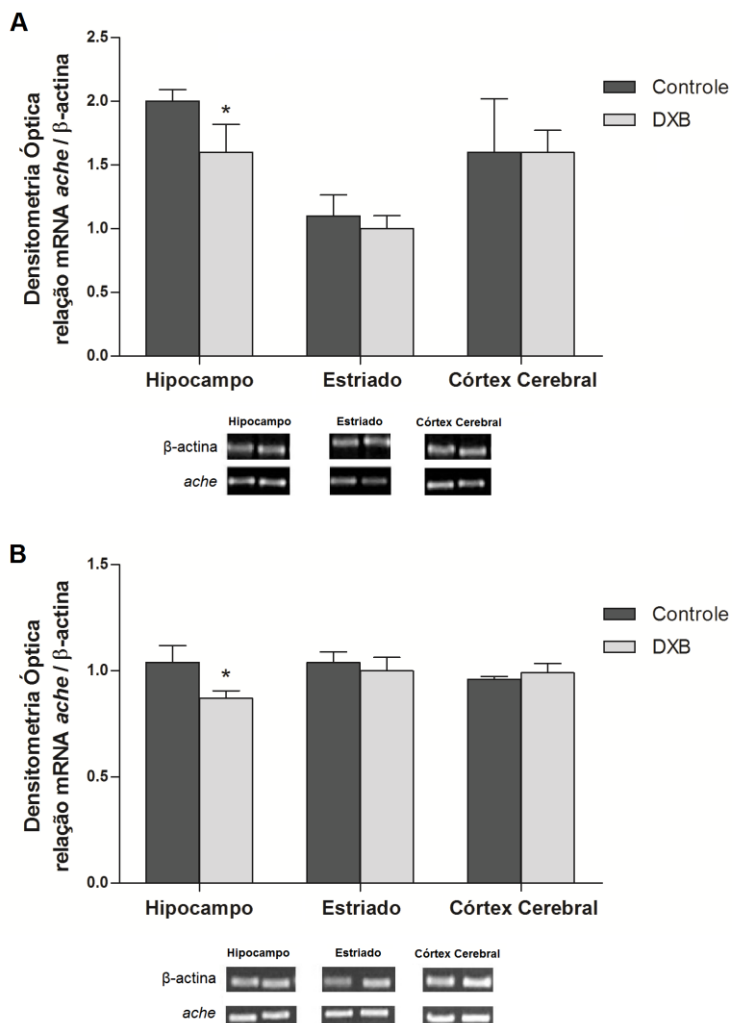 A
Densitometria Óptica
relação mRNA ache / β-actina
2.5
2.0
1.5
1.0
0.5
0.0
*
Controle
DXB
Hipocampo Estriado Córtex Cerebral
Hipocampo Estriado Córtex Cerebral
β-actina
ache
B
Densitometria Óptica
relação mRNA ache / β-actina
1.5
1.0
0.5
0.0
*
Controle
DXB
Hipocampo Estriado Córtex Cerebral
Hipocampo Estriado Córtex Cerebral
β-actina
ache